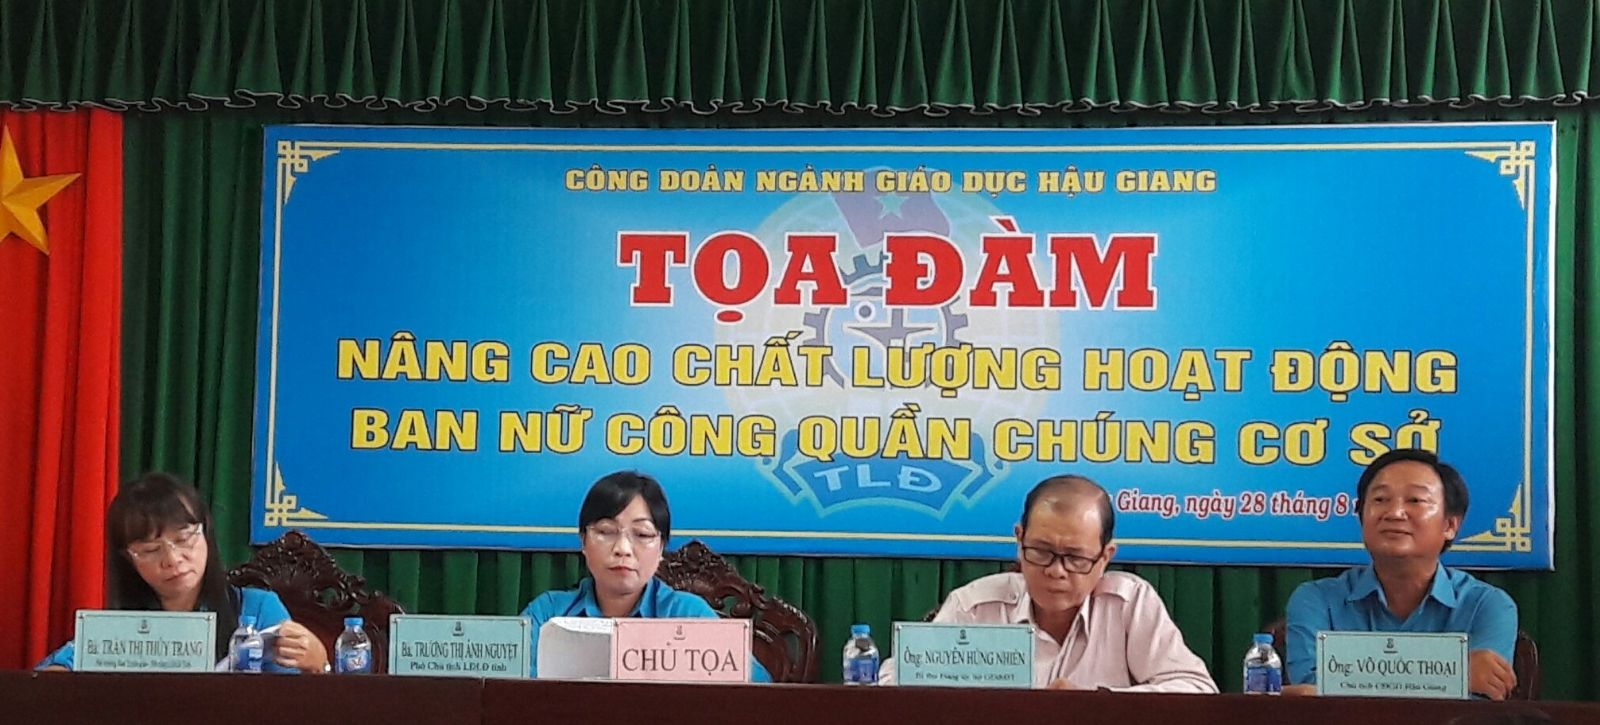 CÔNG ĐOÀN NGÀNH GIÁO DỤC HẬU GIANG
TỌA ĐÀM
NÂNG CAO CHẤT LƯỢNG HOẠT ĐỘNG
BAN NỮ CÔNG QUẦN CHÚNG CƠ SỞ
TLĐ
Giang, ngày 28 tháng 8
Bà: TRẦN THỊ THÙY TRANG
Bà: TRƯƠNG THỊ ÁNH NGUYỆT
Phó Chủ tịch LĐLĐ tỉnh
CHỦ TỌA
Ông: NGUYỄN HÙNG NHIÊN
Ông: VÕ QUỐC THOẠI
Chủ tịch CĐGD Hậu Giang